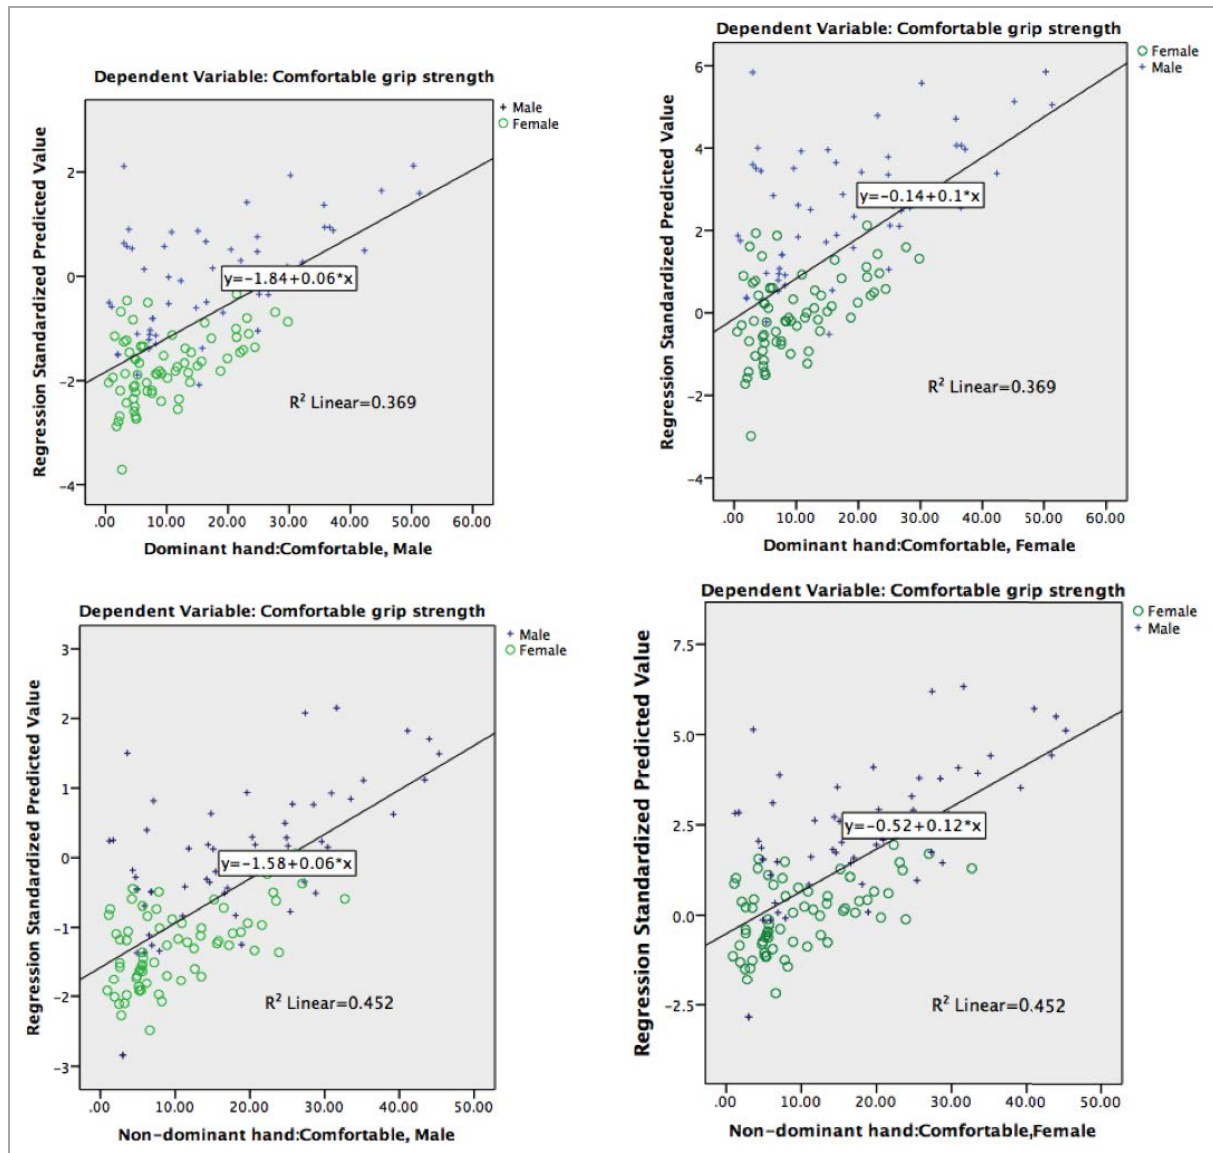 Dependent Variable: Comfortable grip strength
+ Male
Female
Regression Standardized Predicted Value
2
0
−2
−4
y=−1.84+0.06*x
R² Linear=0.369
.00 10.00 20.00 30.00 40.00 50.00 60.00
Dominant hand:Comfortable, Male
Dependent Variable: Comfortable grip strength
Female
+ Male
Regression Standardized Predicted Value
6
4
2
0
−2
−4
y=−0.14+0.1*x
R² Linear=0.369
.00 10.00 20.00 30.00 40.00 50.00 60.00
Dominant hand:Comfortable, Female
Dependent Variable: Comfortable grip strength
+ Male
Female
Regression Standardized Predicted Value
3
2
1
0
−1
−2
−3
y=−1.58+0.06*x
R² Linear=0.452
.00 10.00 20.00 30.00 40.00 50.00
Non-dominant hand:Comfortable, Male
Dependent Variable: Comfortable grip strength
Female
+ Male
Regression Standardized Predicted Value
7.5
5.0
2.5
0.0
−2.5
y=−0.52+0.12*x
R² Linear=0.452
.00 10.00 20.00 30.00 40.00 50.00
Non-dominant hand:Comfortable,Female